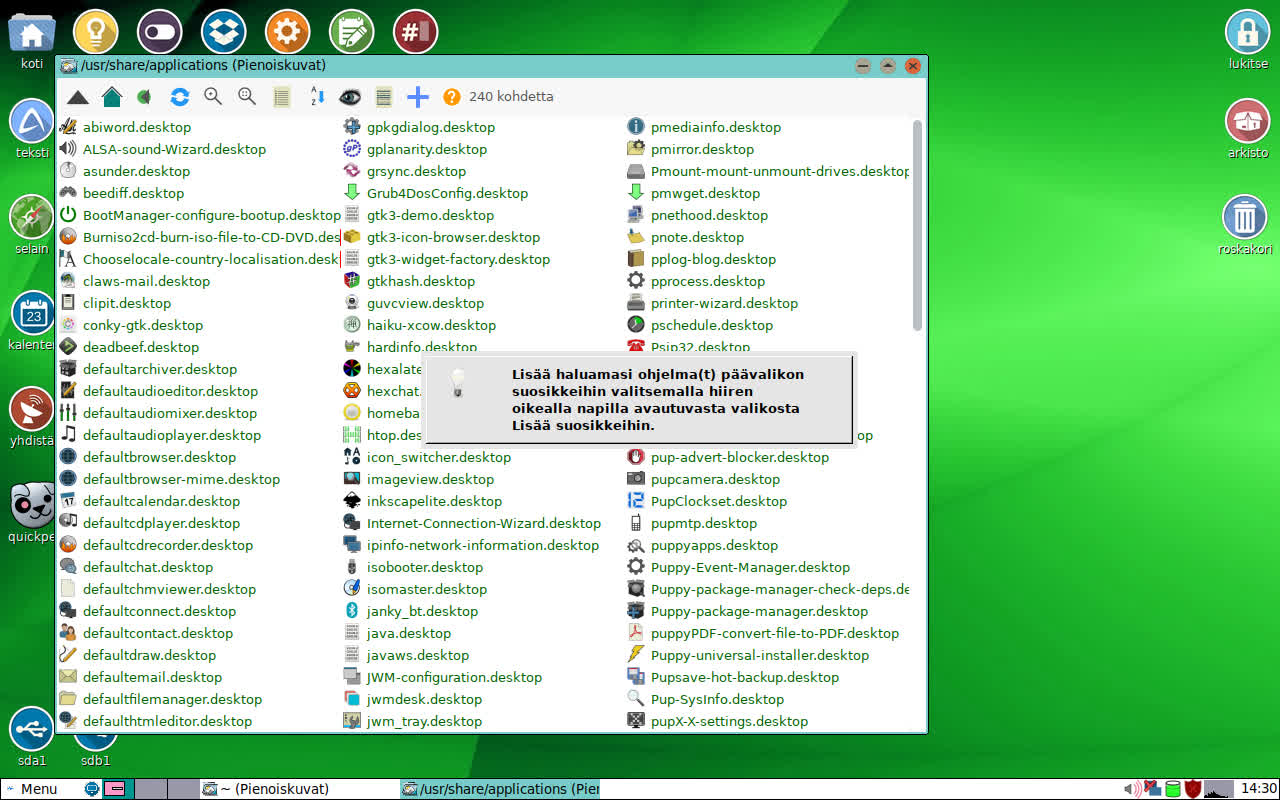 koti
lukitse
/usr/share/applications (Pienoiskuvat)
240 kohdetta
teksti
arkisto
selain
roskakori
23
kalenter
yhdistä
quickpe
abiword.desktop
ALSA-sound-Wizard.desktop
asunder.desktop
beediff.desktop
BootManager-configure-bootup.desktop
Burniso2cd-burn-iso-file-to-CD-DVD.des
Chooselocale-country-localisation.desk
claws-mail.desktop
clipit.desktop
conky-gtk.desktop
deadbeef.desktop
defaultarchiver.desktop
defaultaudioeditor.desktop
defaultaudiomixer.desktop
defaultaudioplayer.desktop
defaultbrowser.desktop
defaultbrowser-mime.desktop
defaultcalendar.desktop
defaultcdplayer.desktop
defaultcdrecorder.desktop
defaultchat.desktop
defaultchmviewer.desktop
defaultconnect.desktop
defaultcontact.desktop
defaultdraw.desktop
defaultemail.desktop
defaultfilemanager.desktop
defaulthtmleditor.desktop
gpkgdialog.desktop
gplanarity.desktop
grsync.desktop
Grub4DosConfig.desktop
gtk3-demo.desktop
gtk3-icon-browser.desktop
gtk3-widget-factory.desktop
gtkhash.desktop
guvcview.desktop
haiku-xcow.desktop
hardinfo.desktop
hexalate
hexchat.
homeba
htop.des
icon_switcher.desktop
imageview.desktop
inkscapelite.desktop
Internet-Connection-Wizard.desktop
ipinfo-network-information.desktop
isobooter.desktop
isomaster.desktop
janky_bt.desktop
java.desktop
javaws.desktop
JWM-configuration.desktop
jwmdesk.desktop
jwm_tray.desktop
pmediainfo.desktop
pmirror.desktop
Pmount-mount-unmount-drives.desktop
pmwget.desktop
pnethood.desktop
pnote.desktop
pplog-blog.desktop
pprocess.desktop
printer-wizard.desktop
pschedule.desktop
Psip32.desktop
op
pup-advert-blocker.desktop
pupcamera.desktop
PupClockset.desktop
pupmtp.desktop
puppyapps.desktop
Puppy-Event-Manager.desktop
Puppy-package-manager-check-deps.de
Puppy-package-manager.desktop
puppyPDF-convert-file-to-PDF.desktop
Puppy-universal-installer.desktop
Pupsave-hot-backup.desktop
Pup-SysInfo.desktop
pupX-X-settings.desktop
Lisää haluamasi ohjelma(t) päävalikon
suosikkeihin valitsemalla hiiren
oikealla napilla avautuvasta valikosta
Lisää suosikkeihin.
sda1
sdb1
Menu
~ (Pienoiskuvat)
/usr/share/applications (Pien
14:30